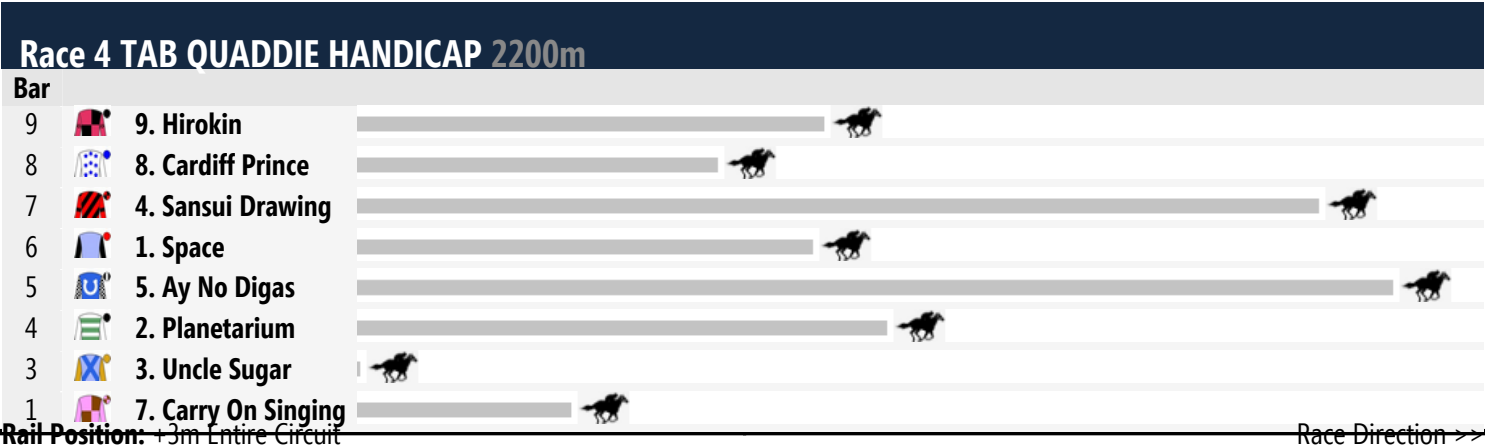 Race 4 TAB QUADDIE HANDICAP 2200m
Bar
9 9. Hirokin
8 8. Cardiff Prince
7 4. Sansui Drawing
6 1. Space
5 5. Ay No Digas
4 2. Planetarium
3 3. Uncle Sugar
1 7. Carry On Singing
Rail Position: +3m Entire Circuit Race Direction >>